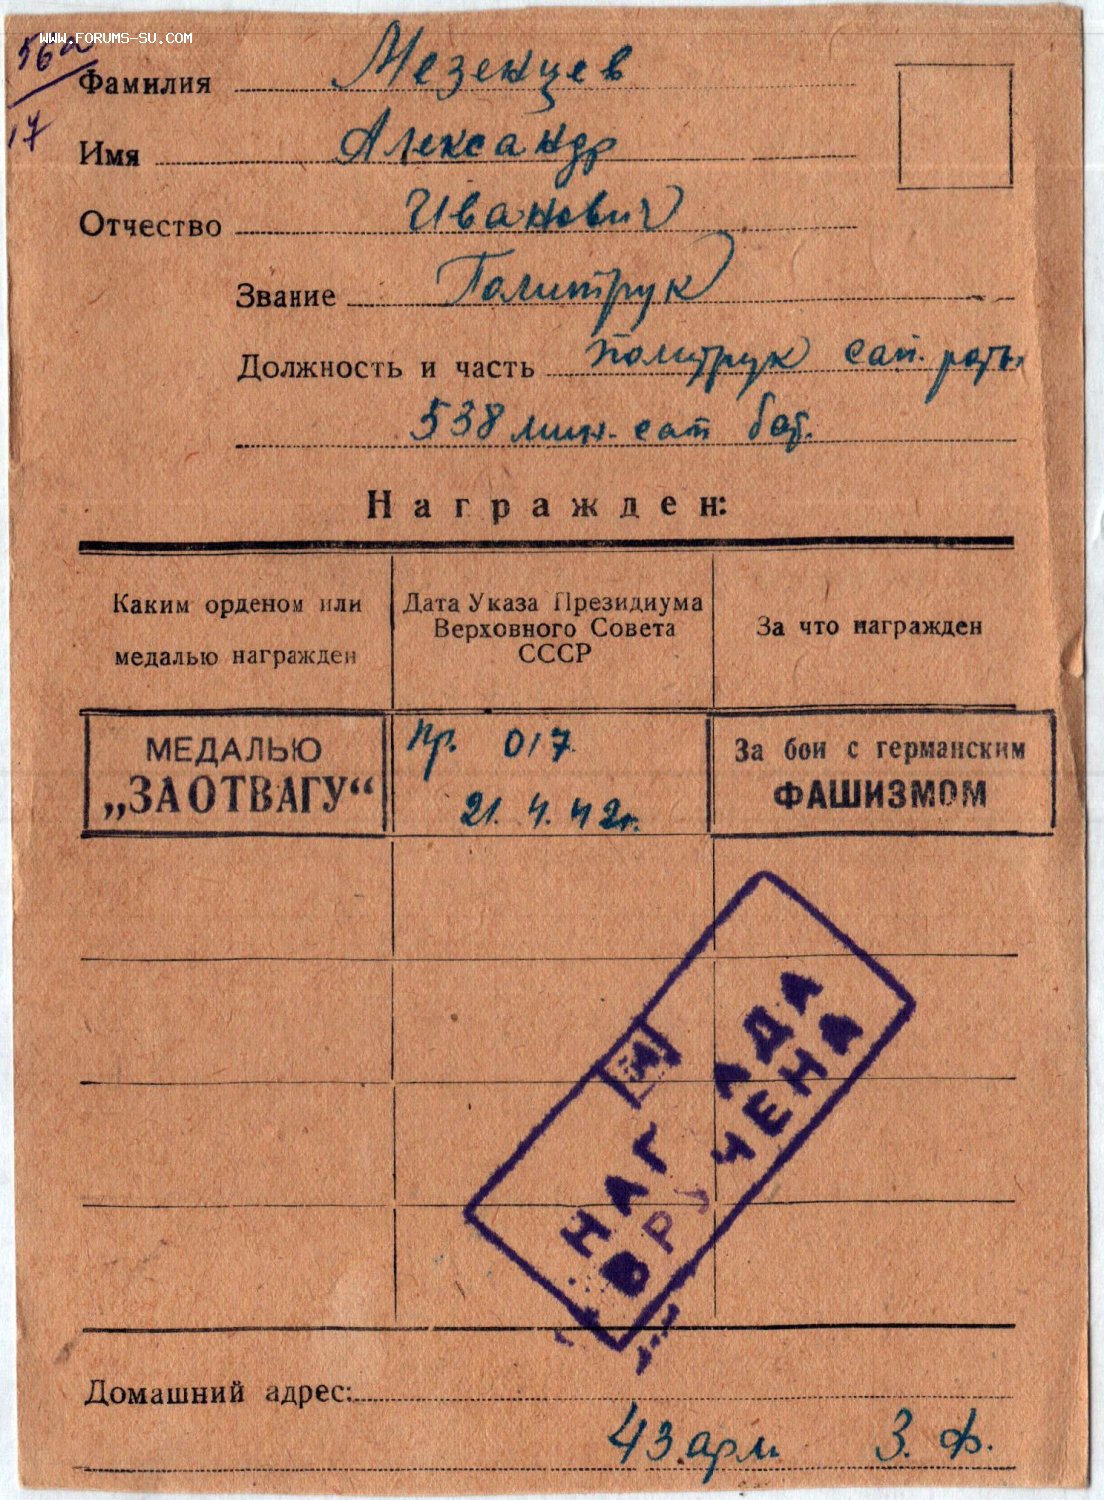 WWW.FORUMS-SU.COM
56а
17
Фамилия Мезенцев
Имя Александр
Отчество Иванович
Звание Политрук
Должность и часть политрук сап. роты
538 мин. сап бат.
Награжден:
Каким орденом или
медалью награжден
Дата Указа Президиума
Верховного Совета
СССР
За что награжден
МЕДАЛЬЮ
„ЗА ОТВАГУ“
Пр. 017
21. 4. 42г.
За бои с германским
ФАШИЗМОМ
НАГРАДА
ВРУЧЕНА
Домашний адрес:
43 арм. З. Ф.